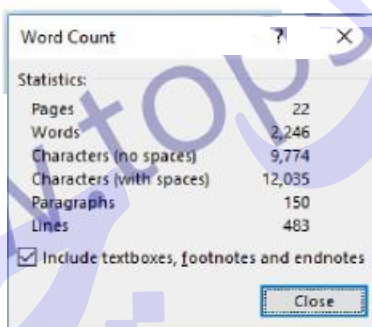 Word Count ? ×
Statistics:
Pages 22
Words 2,246
Characters (no spaces) 9,774
Characters (with spaces) 12,035
Paragraphs 150
Lines 483
Include textboxes, footnotes and endnotes
Close
v.tops